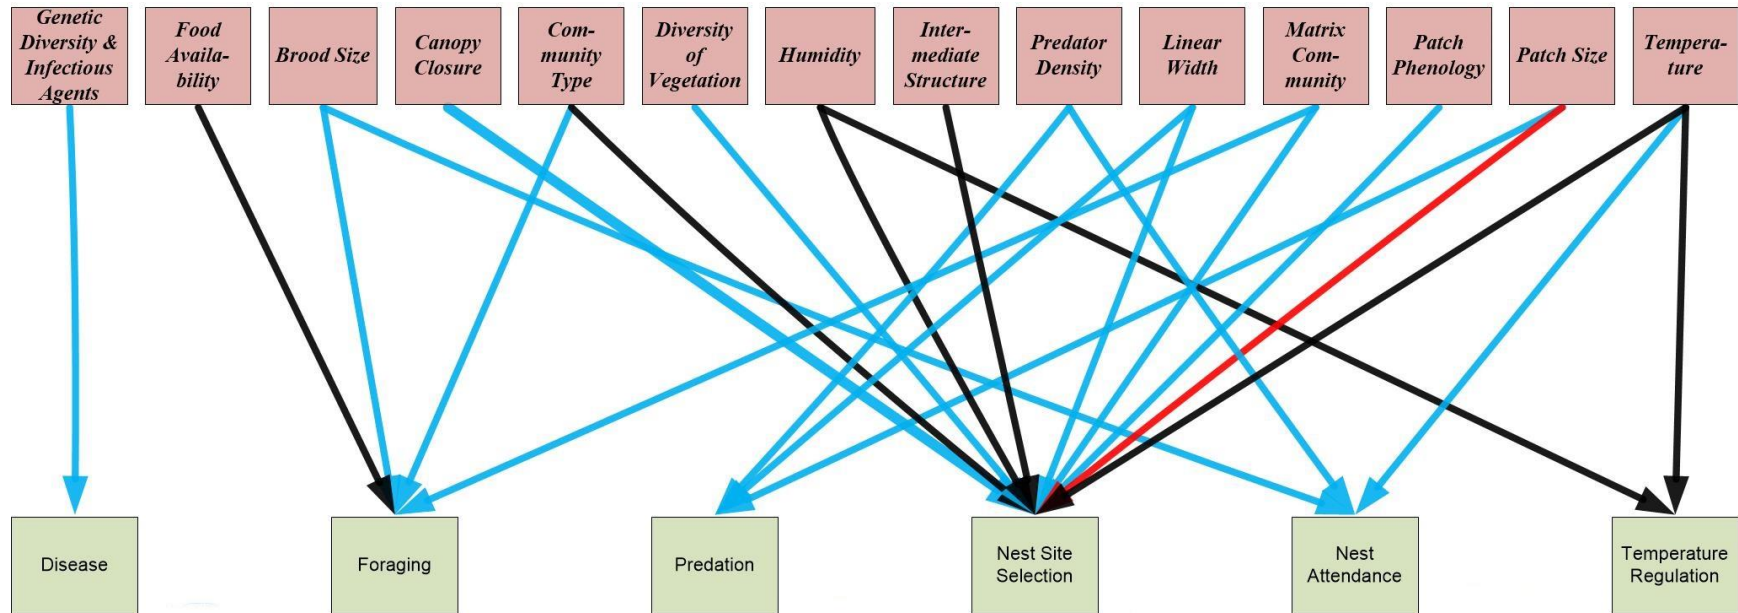 Genetic
Diversity &
Infectious
Agents
Food
Availa-
bility
Brood Size
Canopy
Closure
Com-
munity
Type
Diversity
of
Vegetation
Humidity
Inter-
mediate
Structure
Predator
Density
Linear
Width
Matrix
Com-
munity
Patch
Phenology
Patch Size
Tempera-
ture
Disease
Foraging
Predation
Nest Site
Selection
Nest
Attendance
Temperature
Regulation